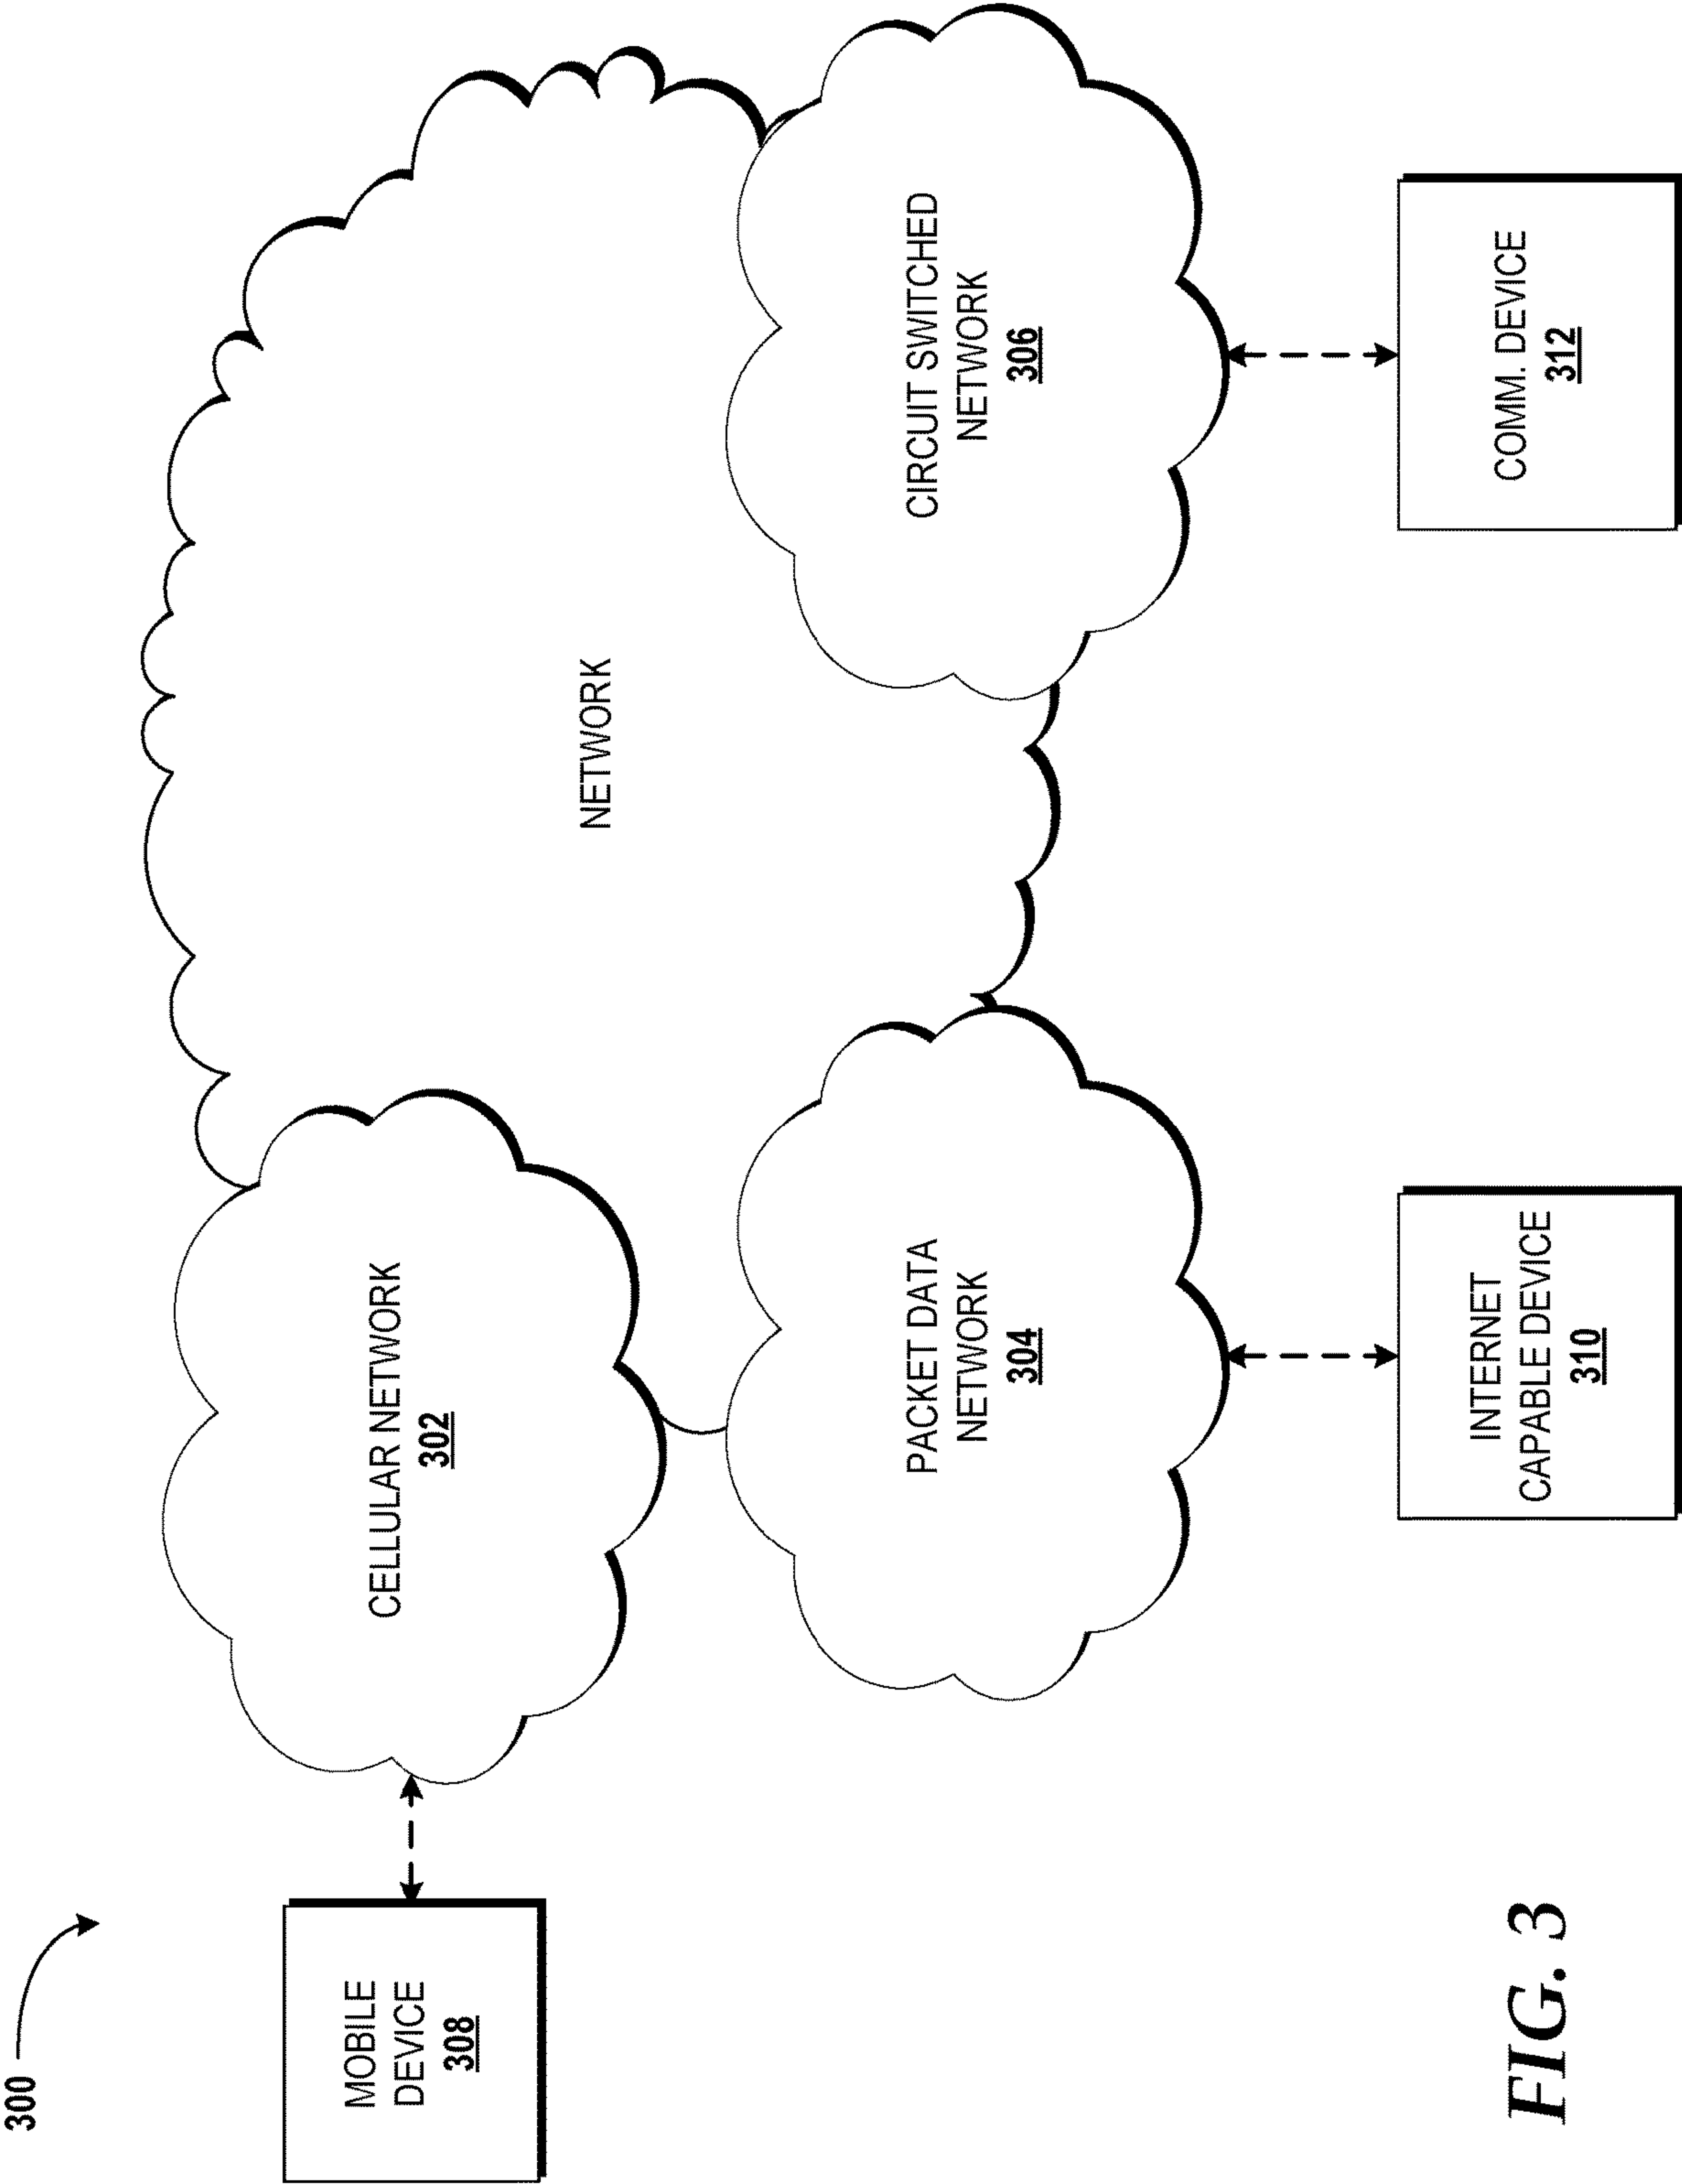 300
NETWORK
CELLULAR NETWORK
302
MOBILE
DEVICE
308
PACKET DATA
NETWORK
304
CIRCUIT SWITCHED
NETWORK
306
INTERNET
CAPABLE DEVICE
310
COMM. DEVICE
312
FIG. 3